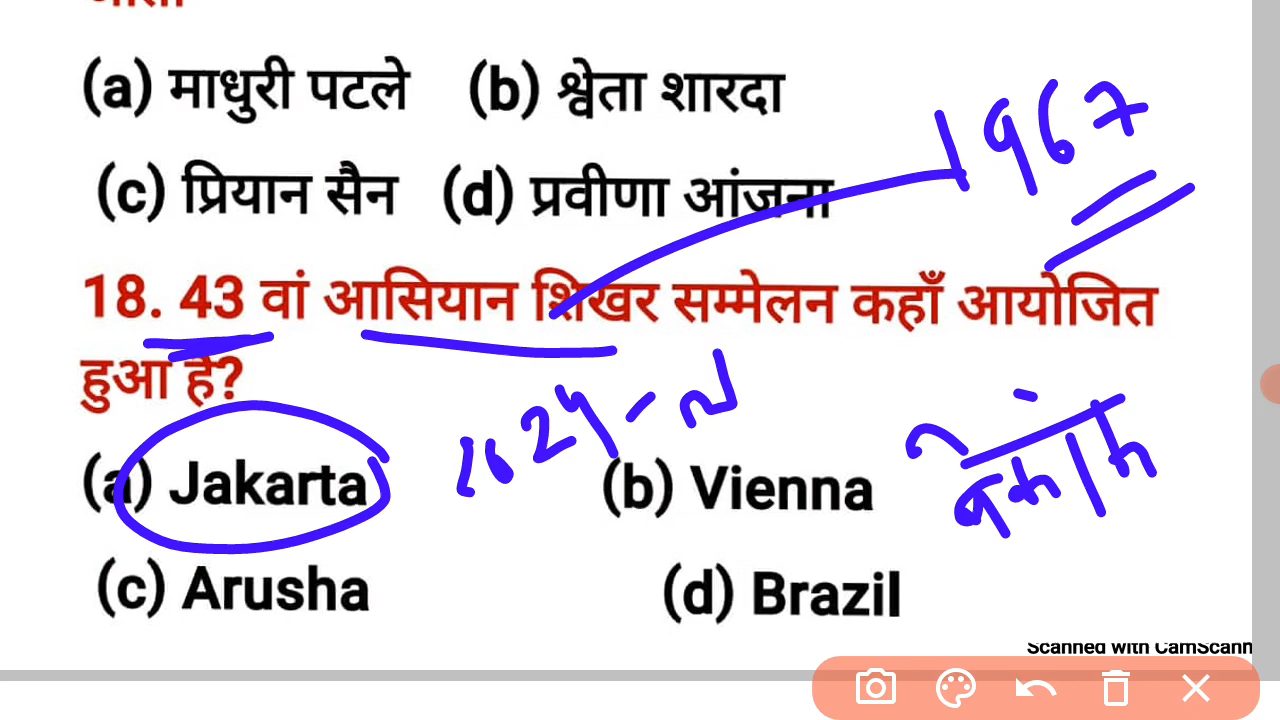 (a) माधुरी पटले (b) श्वेता शारदा
(c) प्रियान सैन (d) प्रवीणा आंजना
1967
18. 43 वां आसियान शिखर सम्मेलन कहाँ आयोजित
हुआ है?
(a) Jakarta (b) Vienna
(c) Arusha (d) Brazil
Scanned with CamScann